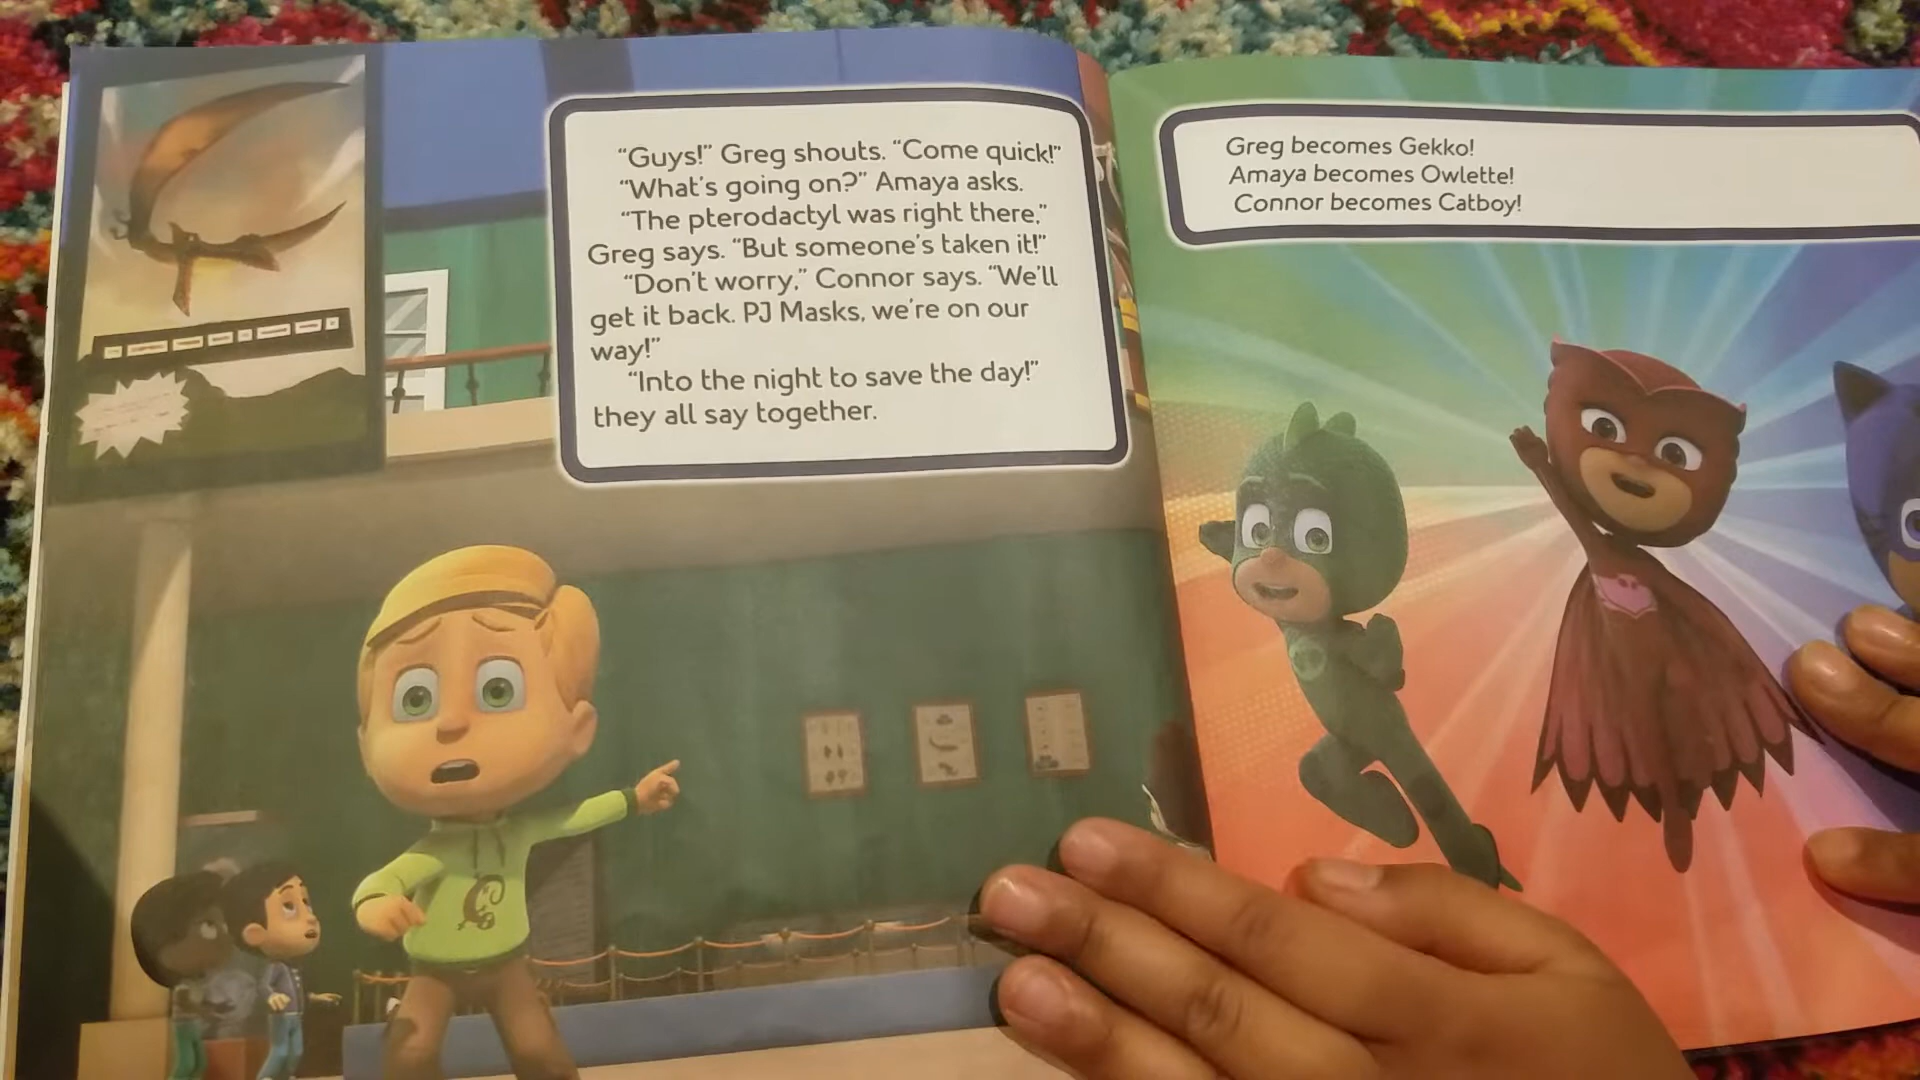 “Guys!” Greg shouts. “Come quick!”
“What’s going on?” Amaya asks.
“The pterodactyl was right there,”
Greg says. “But someone’s taken it!”
“Don’t worry,” Connor says. “We’ll
get it back. PJ Masks, we’re on our
way!”
“Into the night to save the day!”
they all say together.
Greg becomes Gekko!
Amaya becomes Owlette!
Connor becomes Catboy!